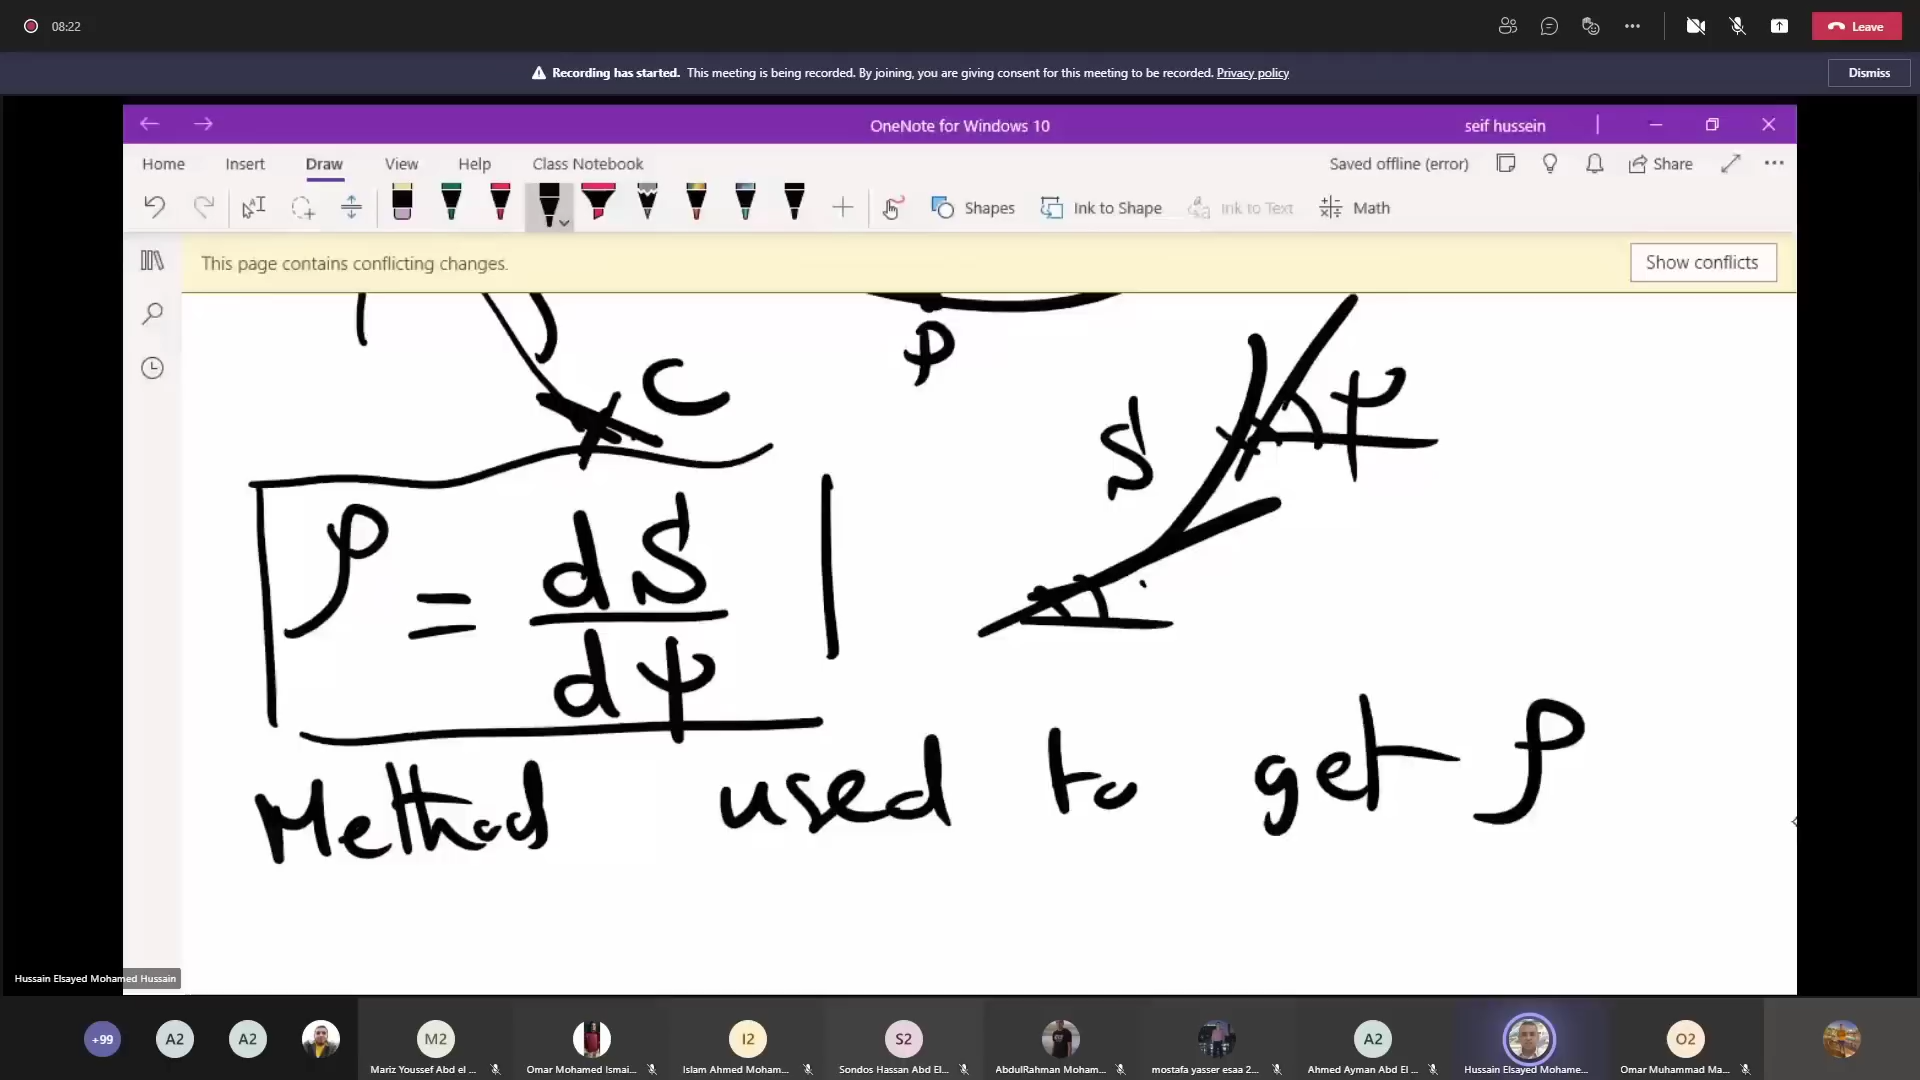 08:22
Leave
Recording has started. This meeting is being recorded. By joining, you are giving consent for this meeting to be recorded. Privacy policy
Dismiss
OneNote for Windows 10
seif hussein
Home Insert Draw View Help Class Notebook
Saved offline (error)
Share
Shapes Ink to Shape Ink to Text Math
This page contains conflicting changes.
Show conflicts
P
C
S ψ
ρ = dS
dψ
Method used to get ρ
Hussain Elsayed Mohamed Hussain
+99 A2 A2 M2 I2 S2 A2 O2
Mariz Youssef Abd el ... Omar Mohamed Ismai... Islam Ahmed Moham... Sondos Hassan Abd El... AbdulRahman Moham... mostafa yasser esaa 2... Ahmed Ayman Abd El ... Hussain Elsayed Mohame... Omar Muhammad Ma...